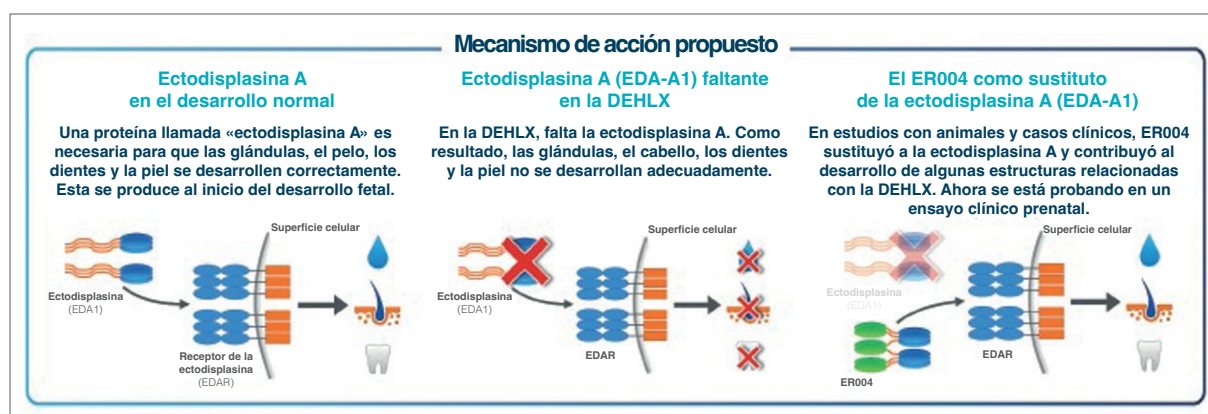 Mecanismo de acción propuesto
Ectodisplasina A
en el desarrollo normal
Una proteína llamada «ectodisplasina A» es
necesaria para que las glándulas, el pelo, los
dientes y la piel se desarrollen correctamente.
Esta se produce al inicio del desarrollo fetal.
Superficie celular
Ectodisplasina
(EDA1)
Receptor de la
ectodisplasina
(EDAR)
Ectodisplasina A (EDA-A1) faltante
en la DEHLX
En la DEHLX, falta la ectodisplasina A. Como
resultado, las glándulas, el cabello, los dientes
y la piel no se desarrollan adecuadamente.
Superficie celular
Ectodisplasina
(EDA1)
EDAR
El ER004 como sustituto
de la ectodisplasina A (EDA-A1)
En estudios con animales y casos clínicos, ER004
sustituyó a la ectodisplasina A y contribuyó al
desarrollo de algunas estructuras relacionadas
con la DEHLX. Ahora se está probando en un
ensayo clínico prenatal.
Superficie celular
Ectodisplasina
(EDA1)
EDAR
ER004